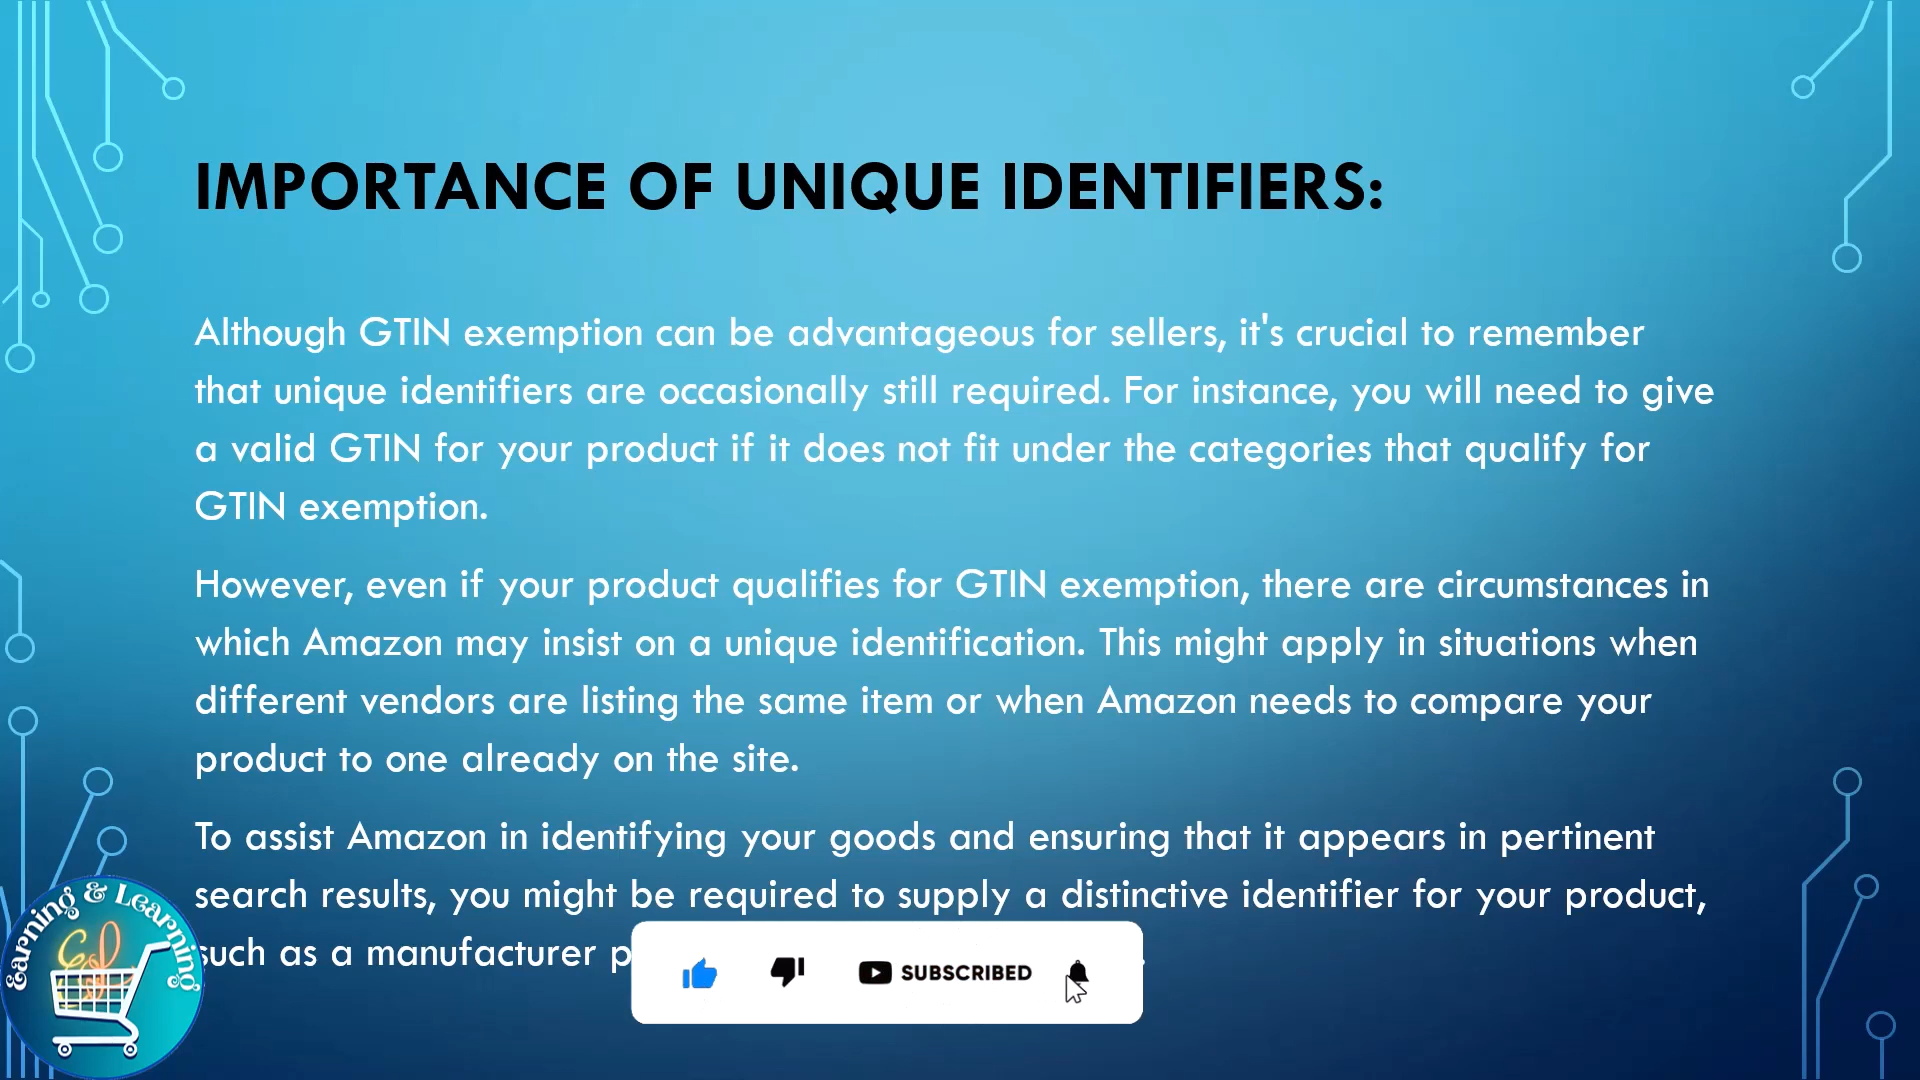 IMPORTANCE OF UNIQUE IDENTIFIERS:
Although GTIN exemption can be advantageous for sellers, it's crucial to remember
that unique identifiers are occasionally still required. For instance, you will need to give
a valid GTIN for your product if it does not fit under the categories that qualify for
GTIN exemption.
However, even if your product qualifies for GTIN exemption, there are circumstances in
which Amazon may insist on a unique identification. This might apply in situations when
different vendors are listing the same item or when Amazon needs to compare your
product to one already on the site.
To assist Amazon in identifying your goods and ensuring that it appears in pertinent
search results, you might be required to supply a distinctive identifier for your product,
such as a manufacturer
SUBSCRIBED
Earning & Learning